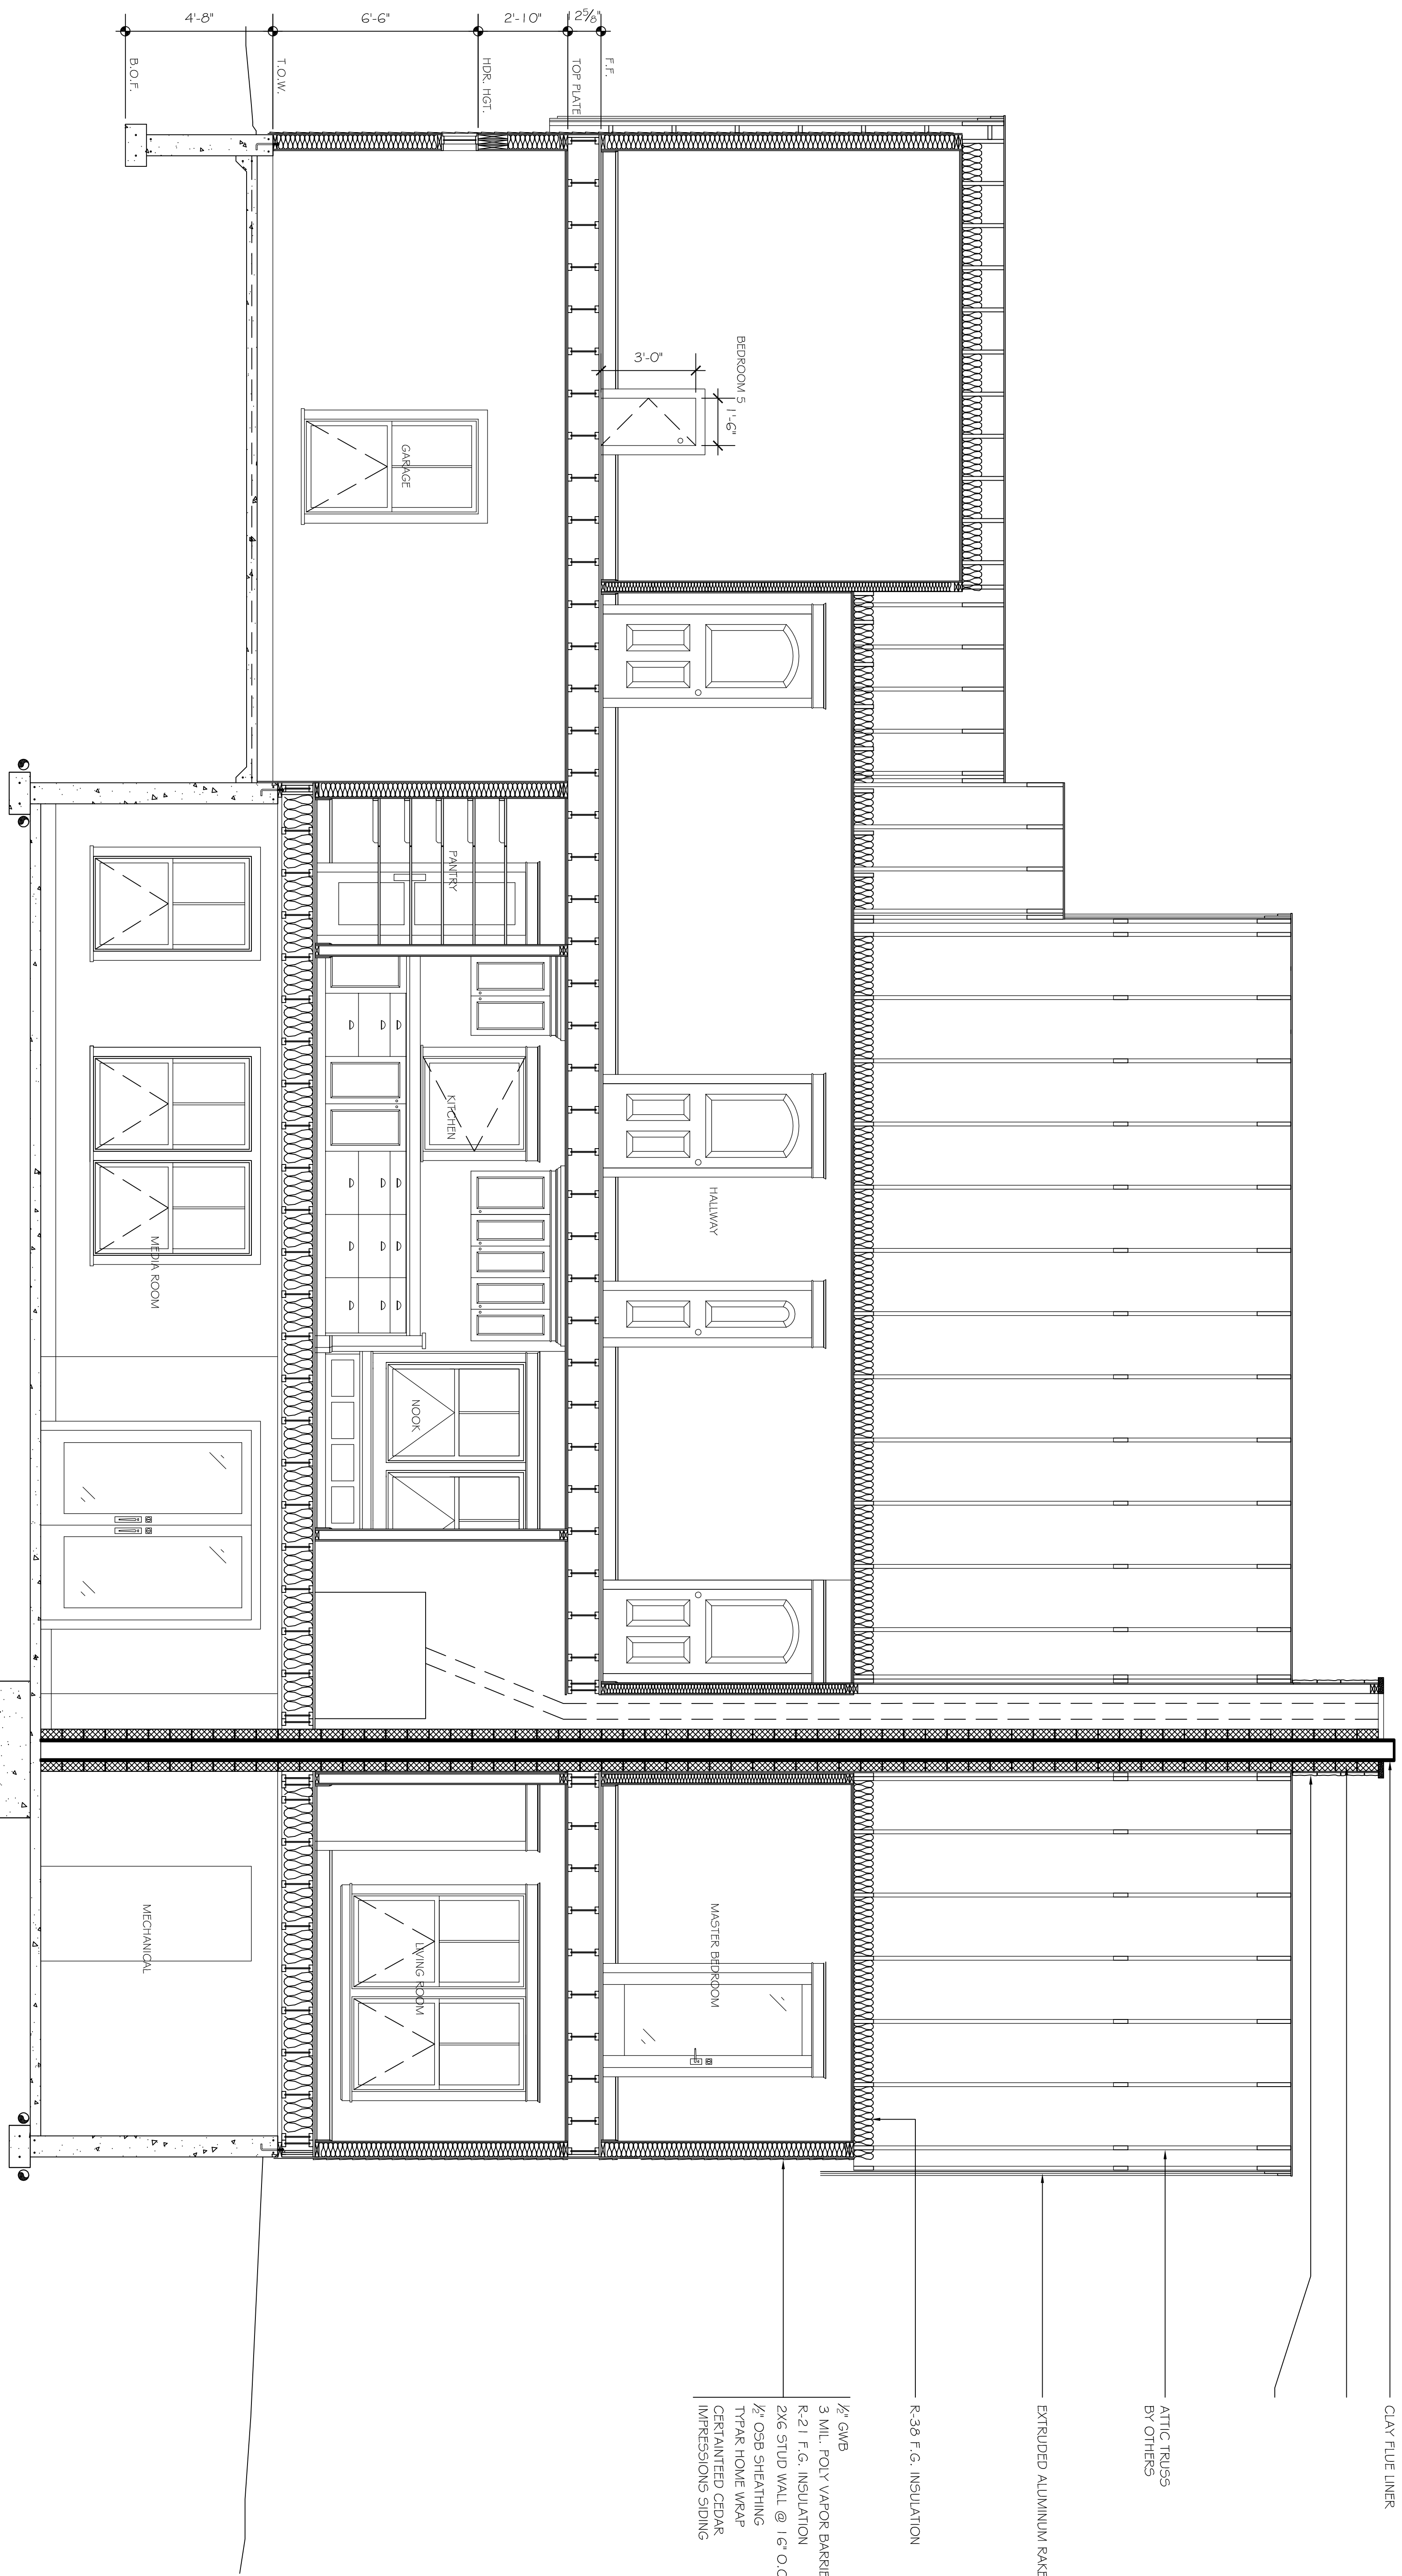 4'-8"
6'-6"
2'-10"
12⅝"
B.O.F.
T.O.W.
HDR. HGT.
TOP PLATE
F.F.
BEDROOM 5
3'-0"
1'-6"
GARAGE
PANTRY
KITCHEN
HALLWAY
MEDIA ROOM
NOOK
MECHANICAL
LIVING ROOM
MASTER BEDROOM
CLAY FLUE LINER
ATTIC TRUSS
BY OTHERS
EXTRUDED ALUMINUM RAKE
R-38 F.G. INSULATION
½" GWB
3 MIL. POLY VAPOR BARRIE
R-21 F.G. INSULATION
2X6 STUD WALL @ 16" O.C
½" OSB SHEATHING
TYPAR HOME WRAP
CERTAINTEED CEDAR
IMPRESSIONS SIDING